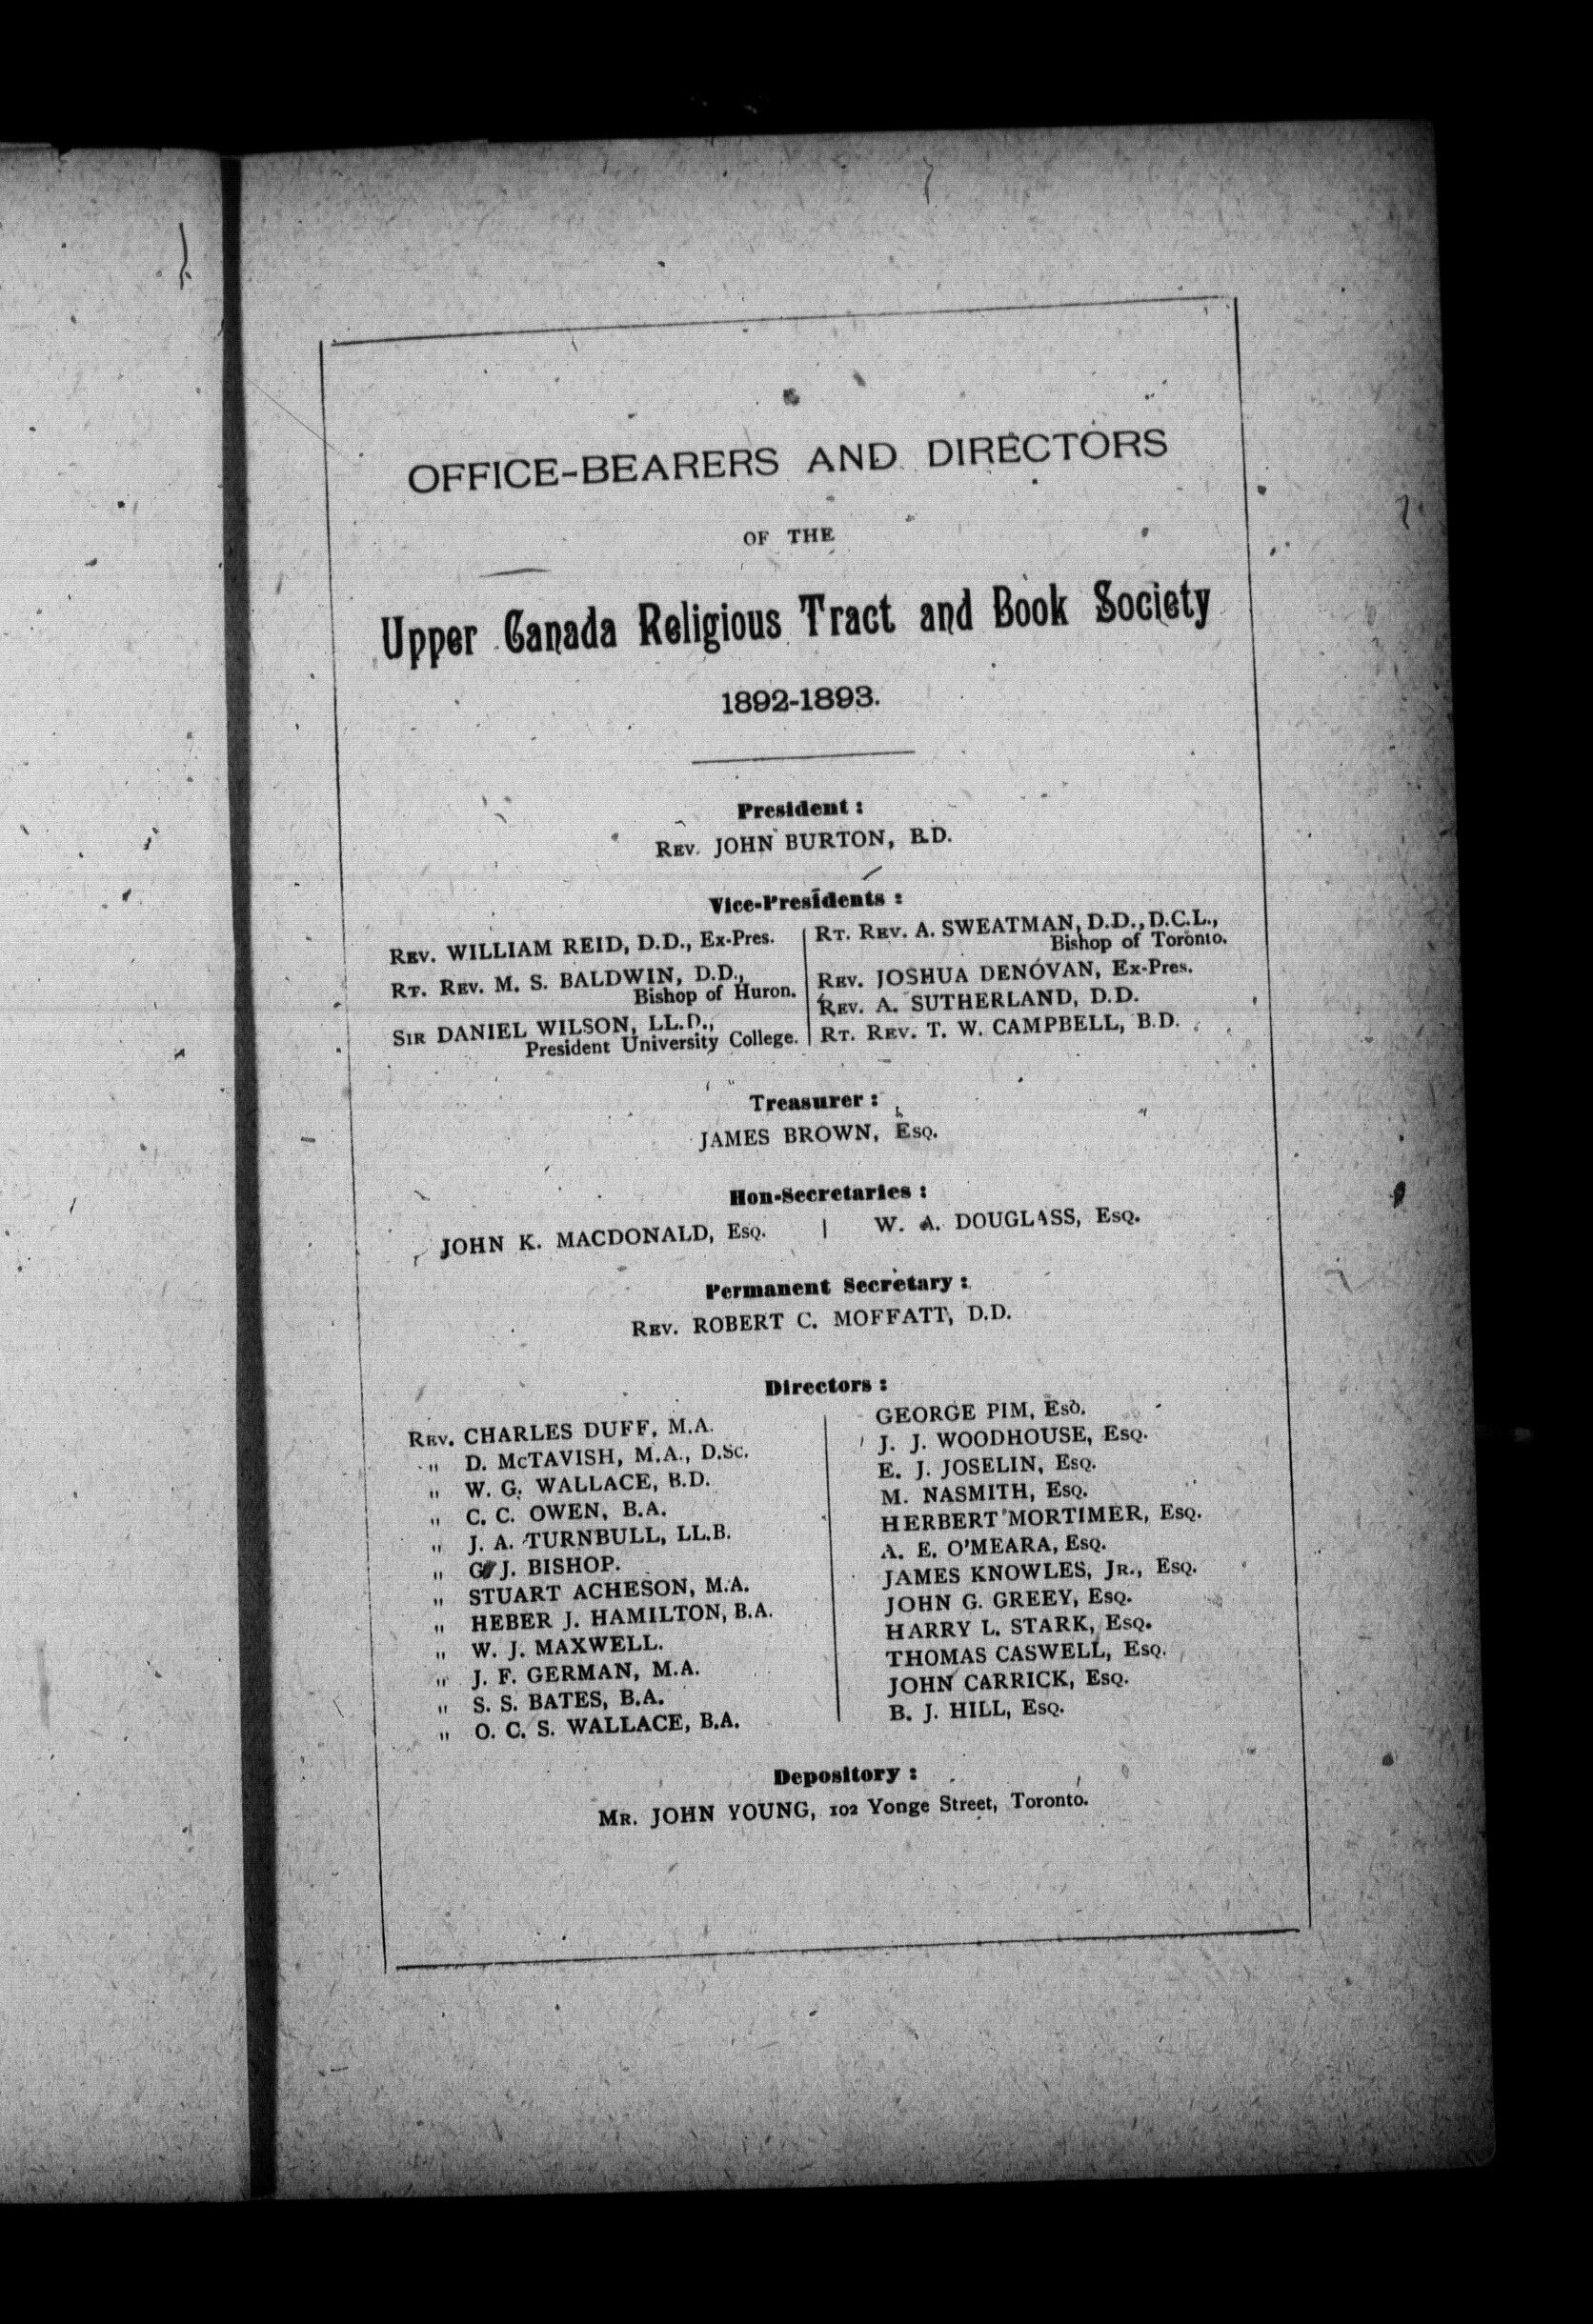 OFFICE-BEARERS AND DIRECTORS
OF THE
Upper Canada Religious Tract and Book Society
1892-1893.
President :
REV. JOHN BURTON, B.D.
Vice-Presidents :
REV. WILLIAM REID, D.D., Ex-Pres.
RT. REV. M. S. BALDWIN, D.D.,
Bishop of Huron.
SIR DANIEL WILSON, LL.D.,
President University College.
RT. REV. A. SWEATMAN, D.D., D.C.L.,
Bishop of Toronto.
REV. JOSHUA DENOVAN, Ex-Pres.
REV. A. SUTHERLAND, D.D.
RT. REV. T. W. CAMPBELL, B.D.
Treasurer :
JAMES BROWN, ESQ.
Hon-Secretaries :
JOHN K. MACDONALD, ESQ. | W. A. DOUGLASS, ESQ.
Permanent Secretary :
REV. ROBERT C. MOFFATT, D.D.
Directors :
REV. CHARLES DUFF, M.A.
" D. McTAVISH, M.A., D.Sc.
" W. G. WALLACE, B.D.
" C. C. OWEN, B.A.
" J. A. TURNBULL, LL.B.
" G. J. BISHOP.
" STUART ACHESON, M.A.
" HEBER J. HAMILTON, B.A.
" W. J. MAXWELL.
" J. F. GERMAN, M.A.
" S. S. BATES, B.A.
" O. C. S. WALLACE, B.A.
GEORGE PIM, ESQ.
J. J. WOODHOUSE, ESQ.
E. J. JOSELIN, ESQ.
M. NASMITH, ESQ.
HERBERT MORTIMER, ESQ.
A. E. O'MEARA, ESQ.
JAMES KNOWLES, JR., ESQ.
JOHN G. GREEY, ESQ.
HARRY L. STARK, ESQ.
THOMAS CASWELL, ESQ.
JOHN CARRICK, ESQ.
B. J. HILL, ESQ.
Depository :
MR. JOHN YOUNG, 102 Yonge Street, Toronto.